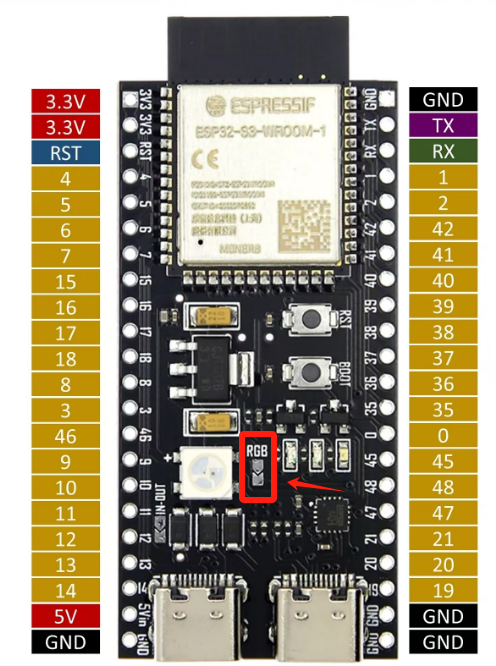 3.3V
3.3V
RST
4
5
6
7
15
16
17
18
8
3
46
9
10
11
12
13
14
5V
GND
3V3
3V3
RST
4
5
6
7
15
16
17
18
8
3
46
9
10
11
12
13
14
5Vin
GND
ESPRESSIF
ESP32-S3-WROOM-1
CE
RST
BOOT
RGB
IN-OUT
GND
TX
RX
1
2
42
41
40
39
38
37
36
35
0
45
48
47
21
20
19
GND
GND
GND
TX
RX
1
2
42
41
40
39
38
37
36
35
0
45
48
47
21
20
19
GND
GND